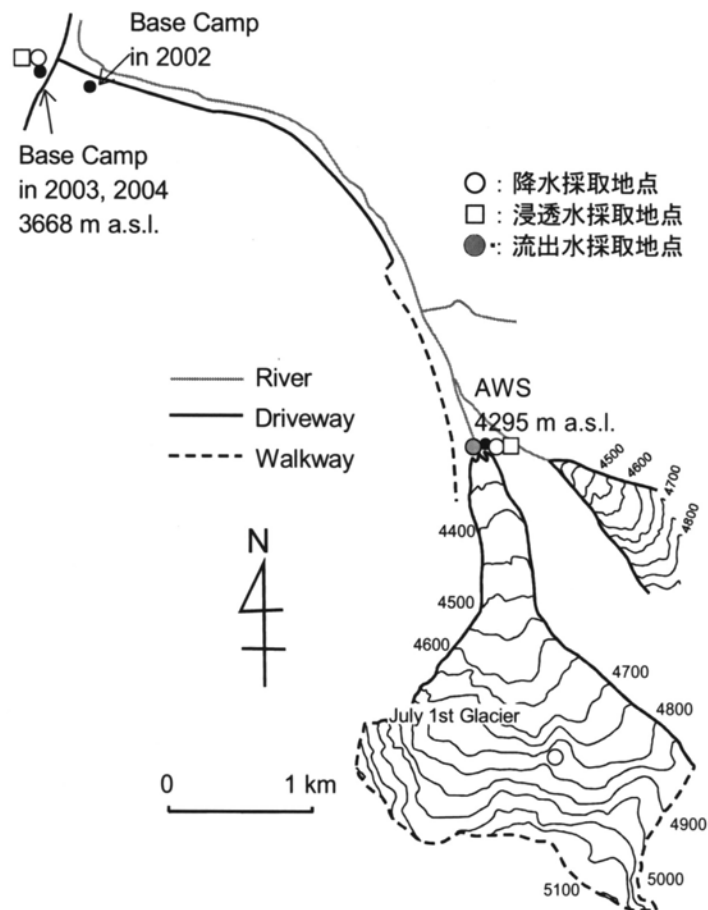 Base Camp
in 2002
Base Camp
in 2003, 2004
3668 m a.s.l.
○ : 降水採取地点
□ : 浸透水採取地点
●・: 流出水採取地点
River
Driveway
Walkway
AWS
4295 m a.s.l.
4500
4600
4700
4800
N
4400
4500
4600
4700
4800
July 1st Glacier
4900
5000
5100
0 1 km